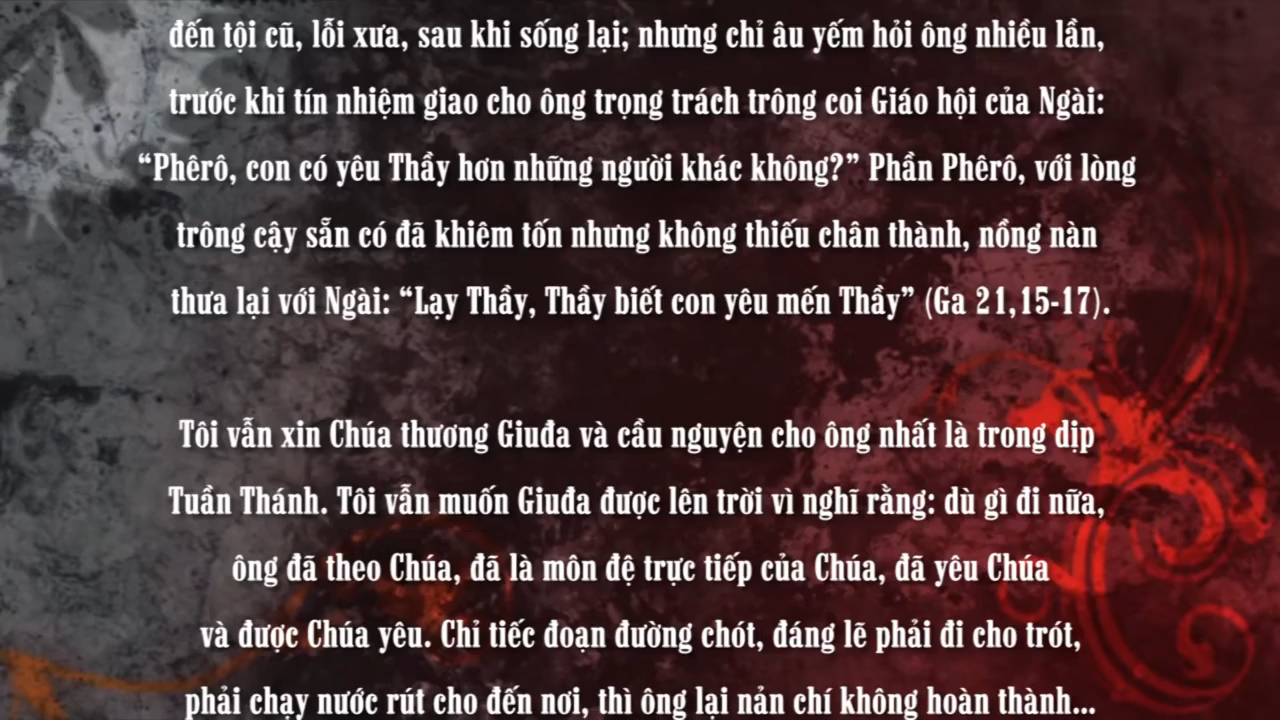 đến tội cũ, lỗi xưa, sau khi sống lại; nhưng chỉ âu yếm hỏi ông nhiều lần,
trước khi tín nhiệm giao cho ông trọng trách trông coi Giáo hội của Ngài:
“Phêrô, con có yêu Thầy hơn những người khác không?” Phần Phêrô, với lòng
trông cậy sẵn có đã khiêm tốn nhưng không thiếu chân thành, nồng nàn
thưa lại với Ngài: “Lạy Thầy, Thầy biết con yêu mến Thầy” (Ga 21,15-17).
Tôi vẫn xin Chúa thương Giuđa và cầu nguyện cho ông nhất là trong dịp
Tuần Thánh. Tôi vẫn muốn Giuđa được lên trời vì nghĩ rằng: dù gì đi nữa,
ông đã theo Chúa, đã là môn đệ trực tiếp của Chúa, đã yêu Chúa
và được Chúa yêu. Chỉ tiếc đoạn đường chót, đáng lẽ phải đi cho trót,
phải chạy nước rút cho đến nơi, thì ông lại nản chí không hoàn thành...